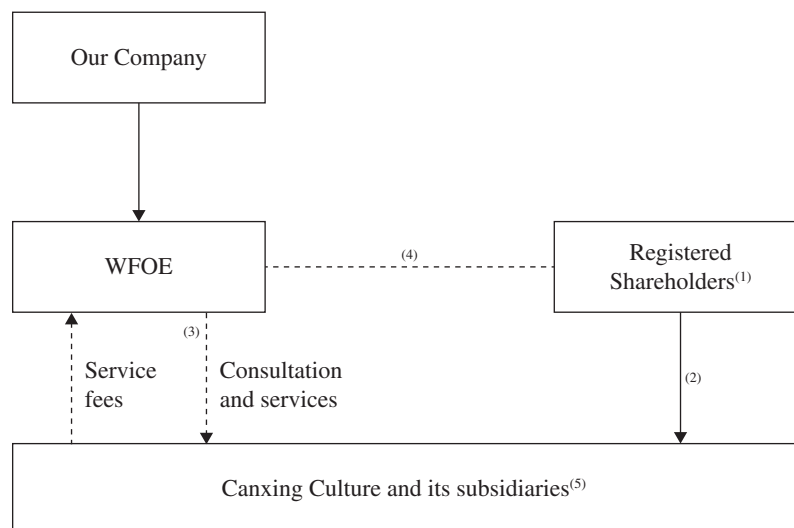 Our Company
WFOE
(4)
Registered
Shareholders(1)
(3)
Service
fees
Consultation
and services
(2)
Canxing Culture and its subsidiaries(5)